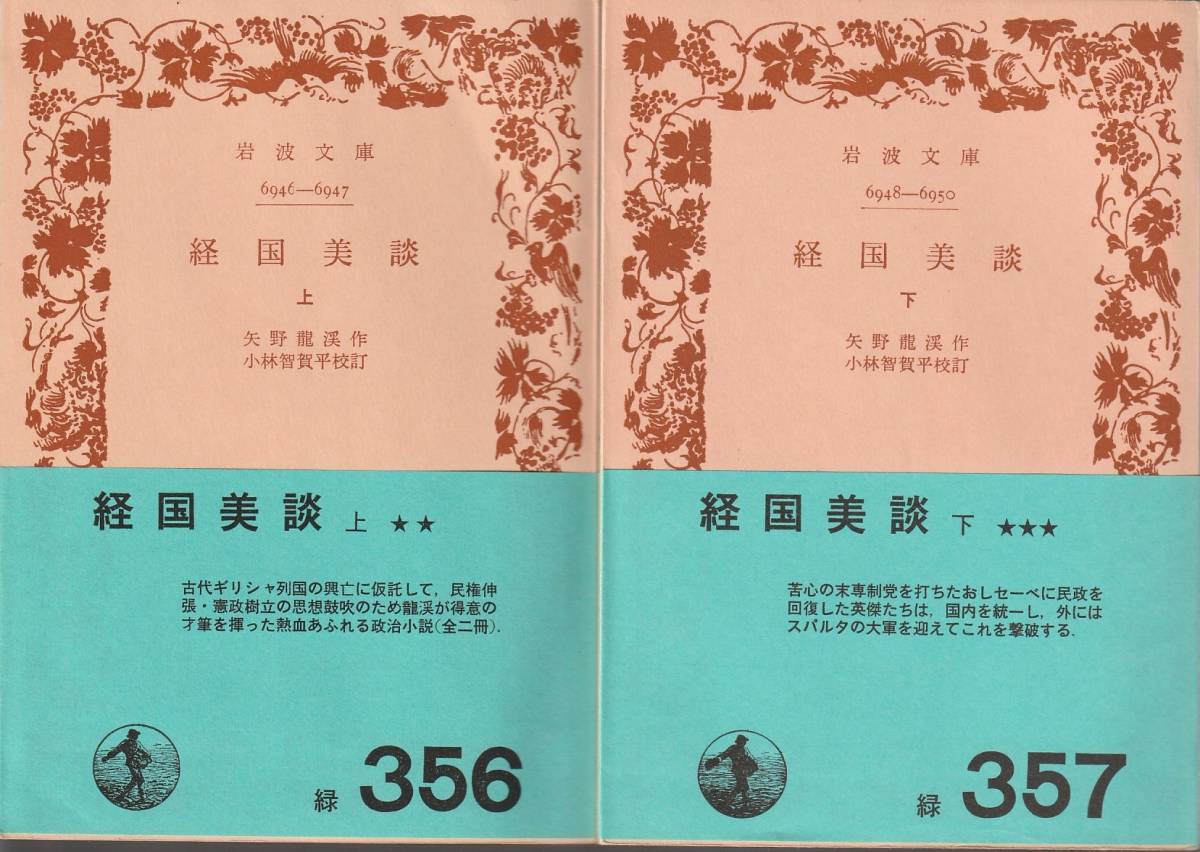 岩波文庫
6946—6947
経国美談
上
矢野龍渓作
小林智賀平校訂
経国美談 上 ★★
古代ギリシャ列国の興亡に仮託して，民権伸
張・憲政樹立の思想鼓吹のため龍渓が得意の
才筆を揮った熱血あふれる政治小説（全二冊）．
緑 356
岩波文庫
6948—6950
経国美談
下
矢野龍渓作
小林智賀平校訂
経国美談 下 ★★★
苦心の末専制党を打ちたおしセーベに民政を
回復した英傑たちは，国内を統一し，外には
スパルタの大軍を迎えてこれを撃破する．
緑 357